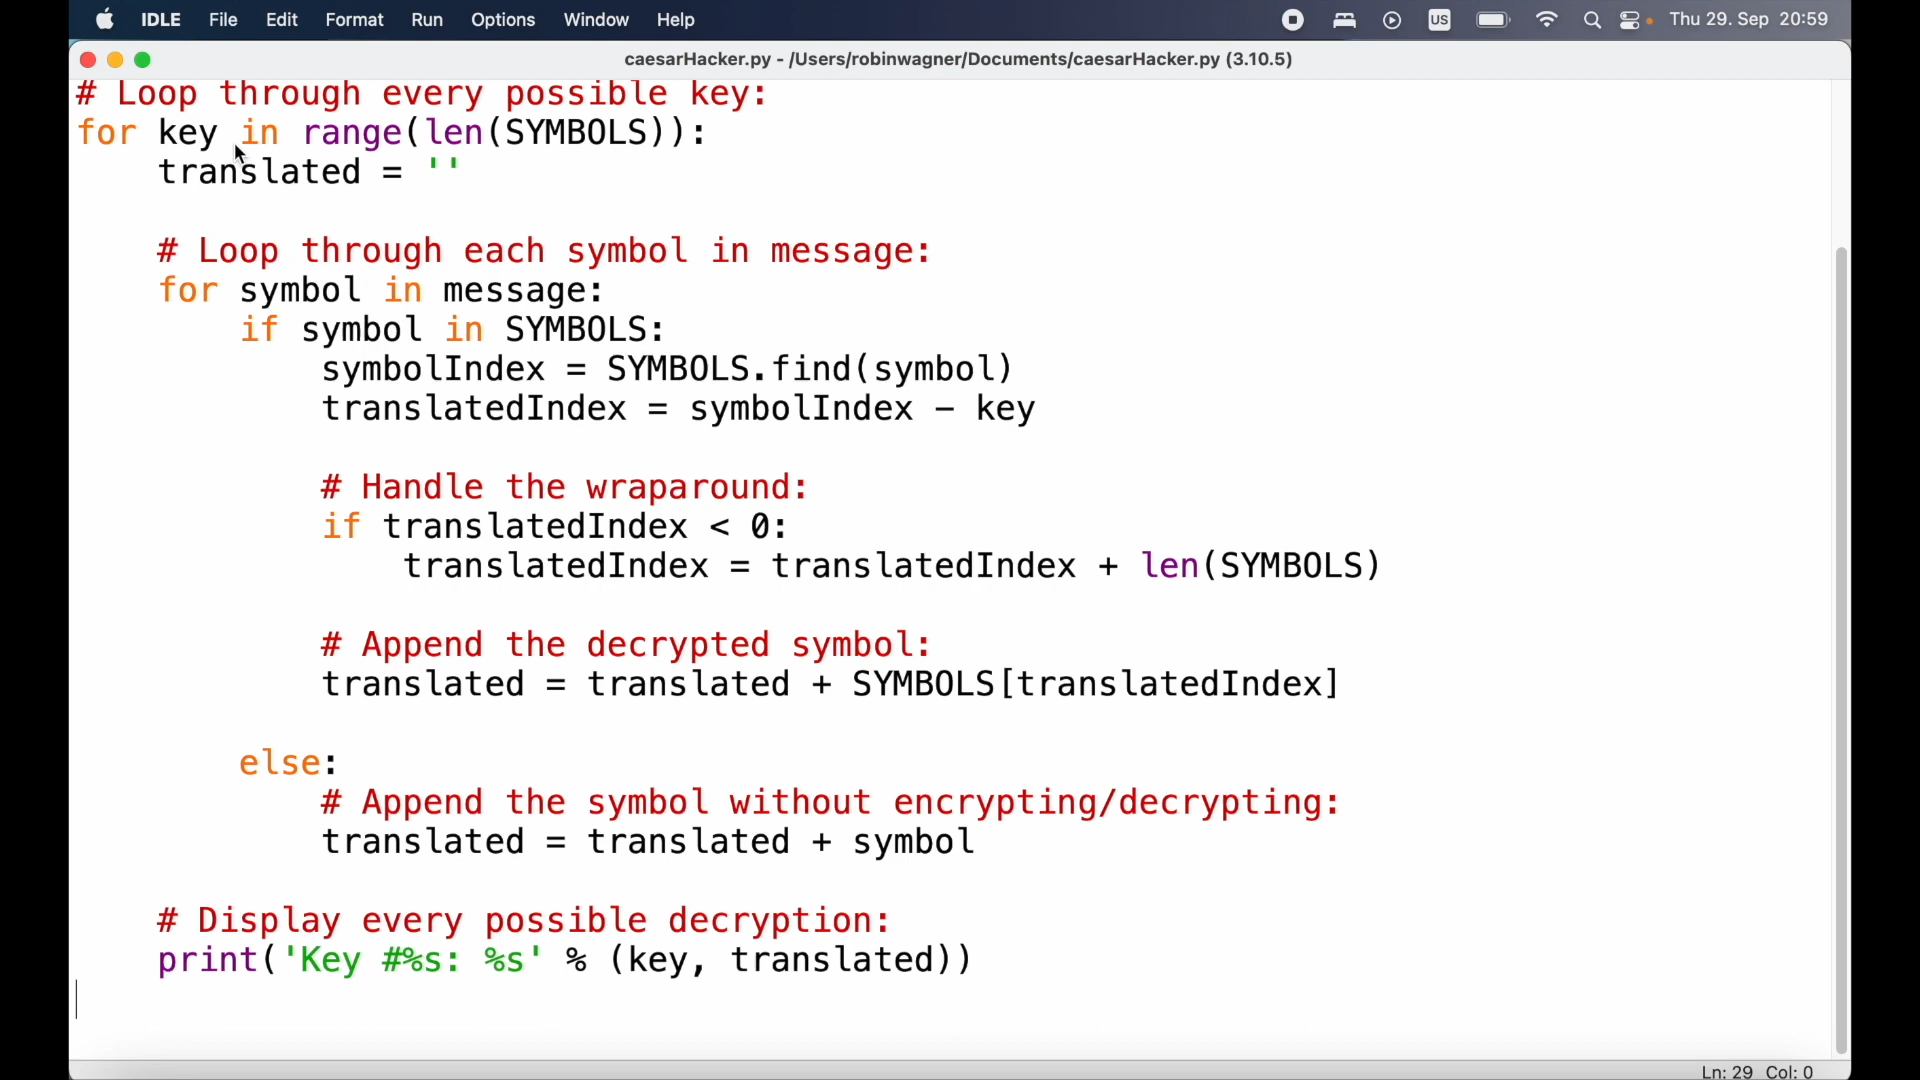 IDLE File Edit Format Run Options Window Help US Thu 29. Sep 20:59
caesarHacker.py - /Users/robinwagner/Documents/caesarHacker.py (3.10.5)
# Loop through every possible key:
for key in range(len(SYMBOLS)):
    translated = ''

    # Loop through each symbol in message:
    for symbol in message:
        if symbol in SYMBOLS:
            symbolIndex = SYMBOLS.find(symbol)
            translatedIndex = symbolIndex - key

            # Handle the wraparound:
            if translatedIndex < 0:
                translatedIndex = translatedIndex + len(SYMBOLS)

            # Append the decrypted symbol:
            translated = translated + SYMBOLS[translatedIndex]

        else:
            # Append the symbol without encrypting/decrypting:
            translated = translated + symbol

    # Display every possible decryption:
    print('Key #%s: %s' % (key, translated))
Ln: 29 Col: 0